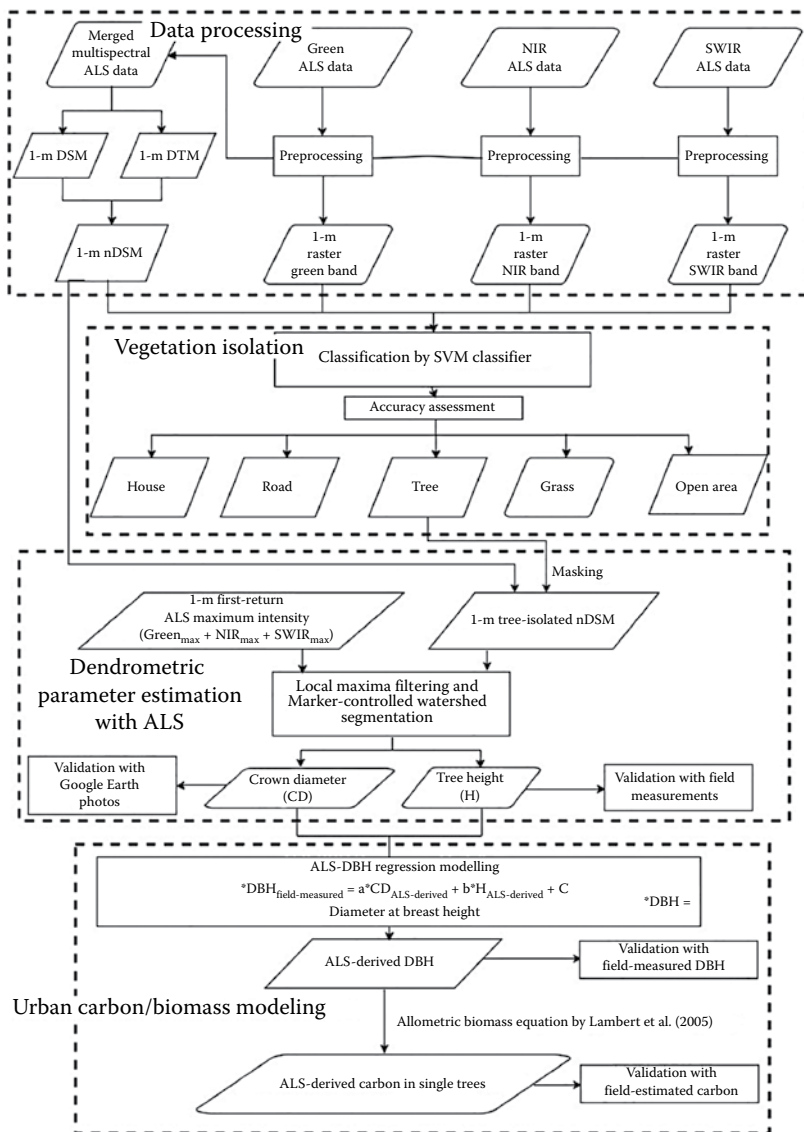 Data processing
Merged
multispectral
ALS data
Green
ALS data
NIR
ALS data
SWIR
ALS data
1-m DSM
1-m DTM
Preprocessing
Preprocessing
Preprocessing
1-m nDSM
1-m
raster
green band
1-m
raster
NIR band
1-m
raster
SWIR band
Vegetation isolation
Classification by SVM classifier
Accuracy assessment
House
Road
Tree
Grass
Open area
Masking
1-m first-return
ALS maximum intensity
(Greenmax + NIRmax + SWIRmax)
1-m tree-isolated nDSM
Dendrometric
parameter estimation
with ALS
Local maxima filtering and
Marker-controlled watershed
segmentation
Validation with
Google Earth
photos
Crown diameter
(CD)
Tree height
(H)
Validation with field
measurements
ALS-DBH regression modelling
*DBHfield-measured = a*CDALS-derived + b*HALS-derived + C
*DBH =
Diameter at breast height
ALS-derived DBH
Validation with
field-measured DBH
Urban carbon/biomass modeling
Allometric biomass equation by Lambert et al. (2005)
ALS-derived carbon in single trees
Validation with
field-estimated carbon